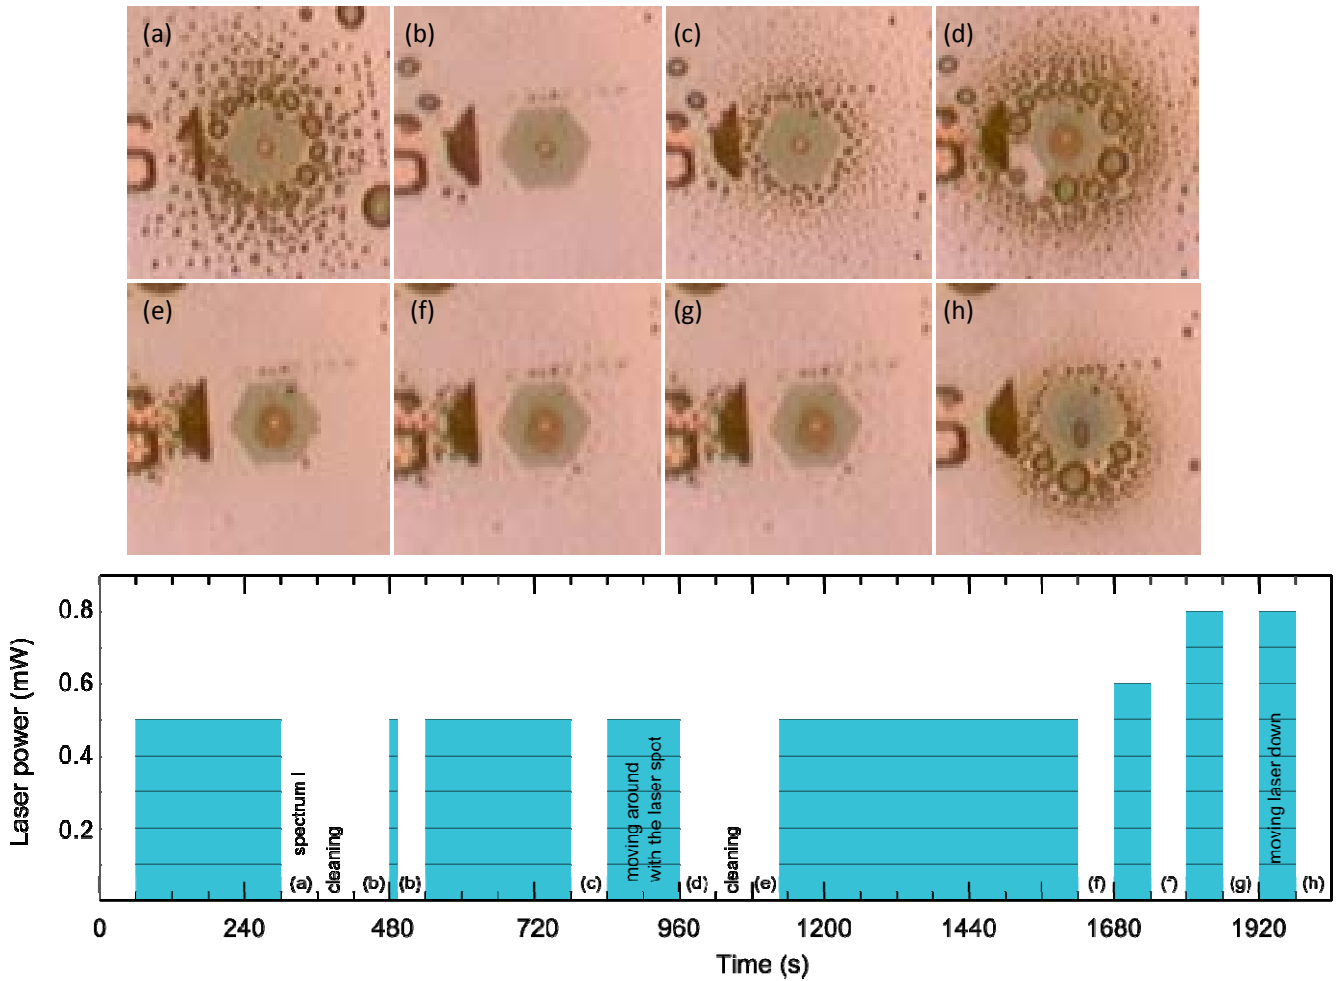 (a)
(b)
(c)
(d)
(e)
(f)
(g)
(h)
Laser power (mW)
0.8
0.6
0.4
0.2
spectrum I
cleaning
moving around
with the laser spot
cleaning
moving laser down
(a)
(b)
(b)
(c)
(d)
(e)
(f)
(g)
(h)
0
240
480
720
960
1200
1440
1680
1920
Time (s)